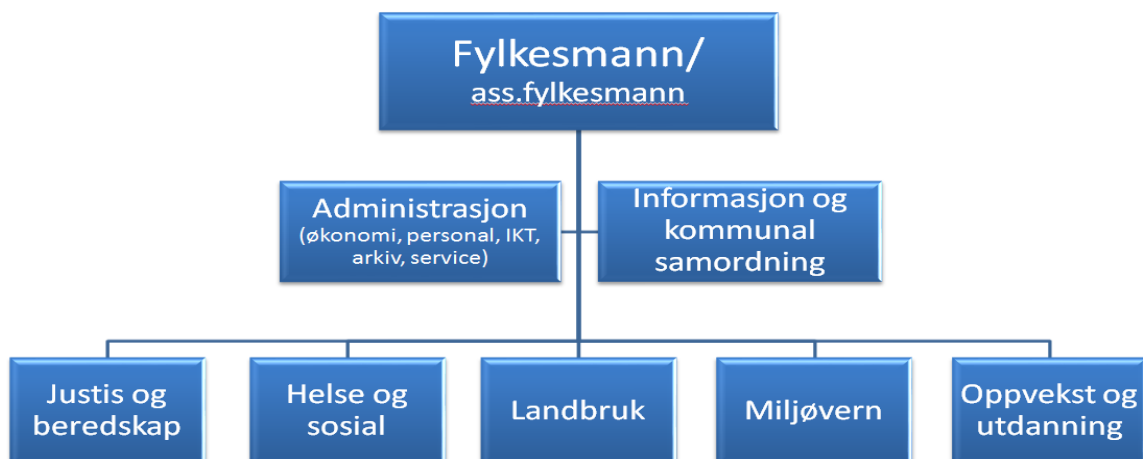 Fylkesmann/
ass.fylkesmann
Administrasjon
(økonomi, personal, IKT,
arkiv, service)
Informasjon og
kommunal
samordning
Justis og
beredskap
Helse og
sosial
Landbruk
Miljøvern
Oppvekst og
utdanning